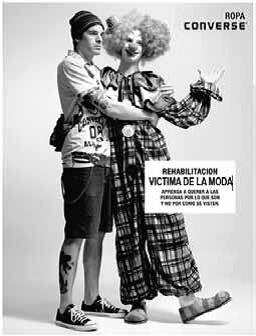 ROPA
CONVERSE
REHABILITACION
VICTIMA DE LA MODA
APRENDA A QUERER A LAS
PERSONAS POR LO QUE SON
Y NO POR COMO SE VISTEN.
CONVERSE